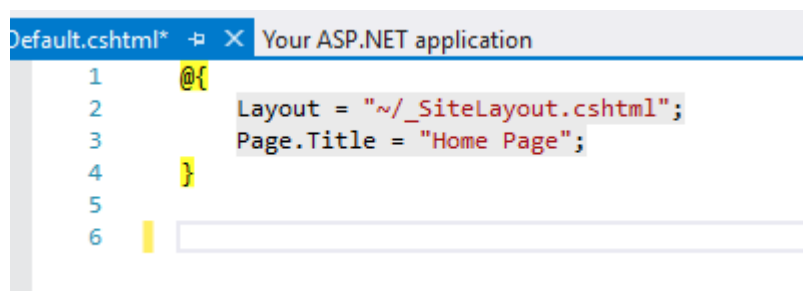 Default.cshtml* Your ASP.NET application
1 @{
2 Layout = "~/_SiteLayout.cshtml";
3 Page.Title = "Home Page";
4 }
5
6